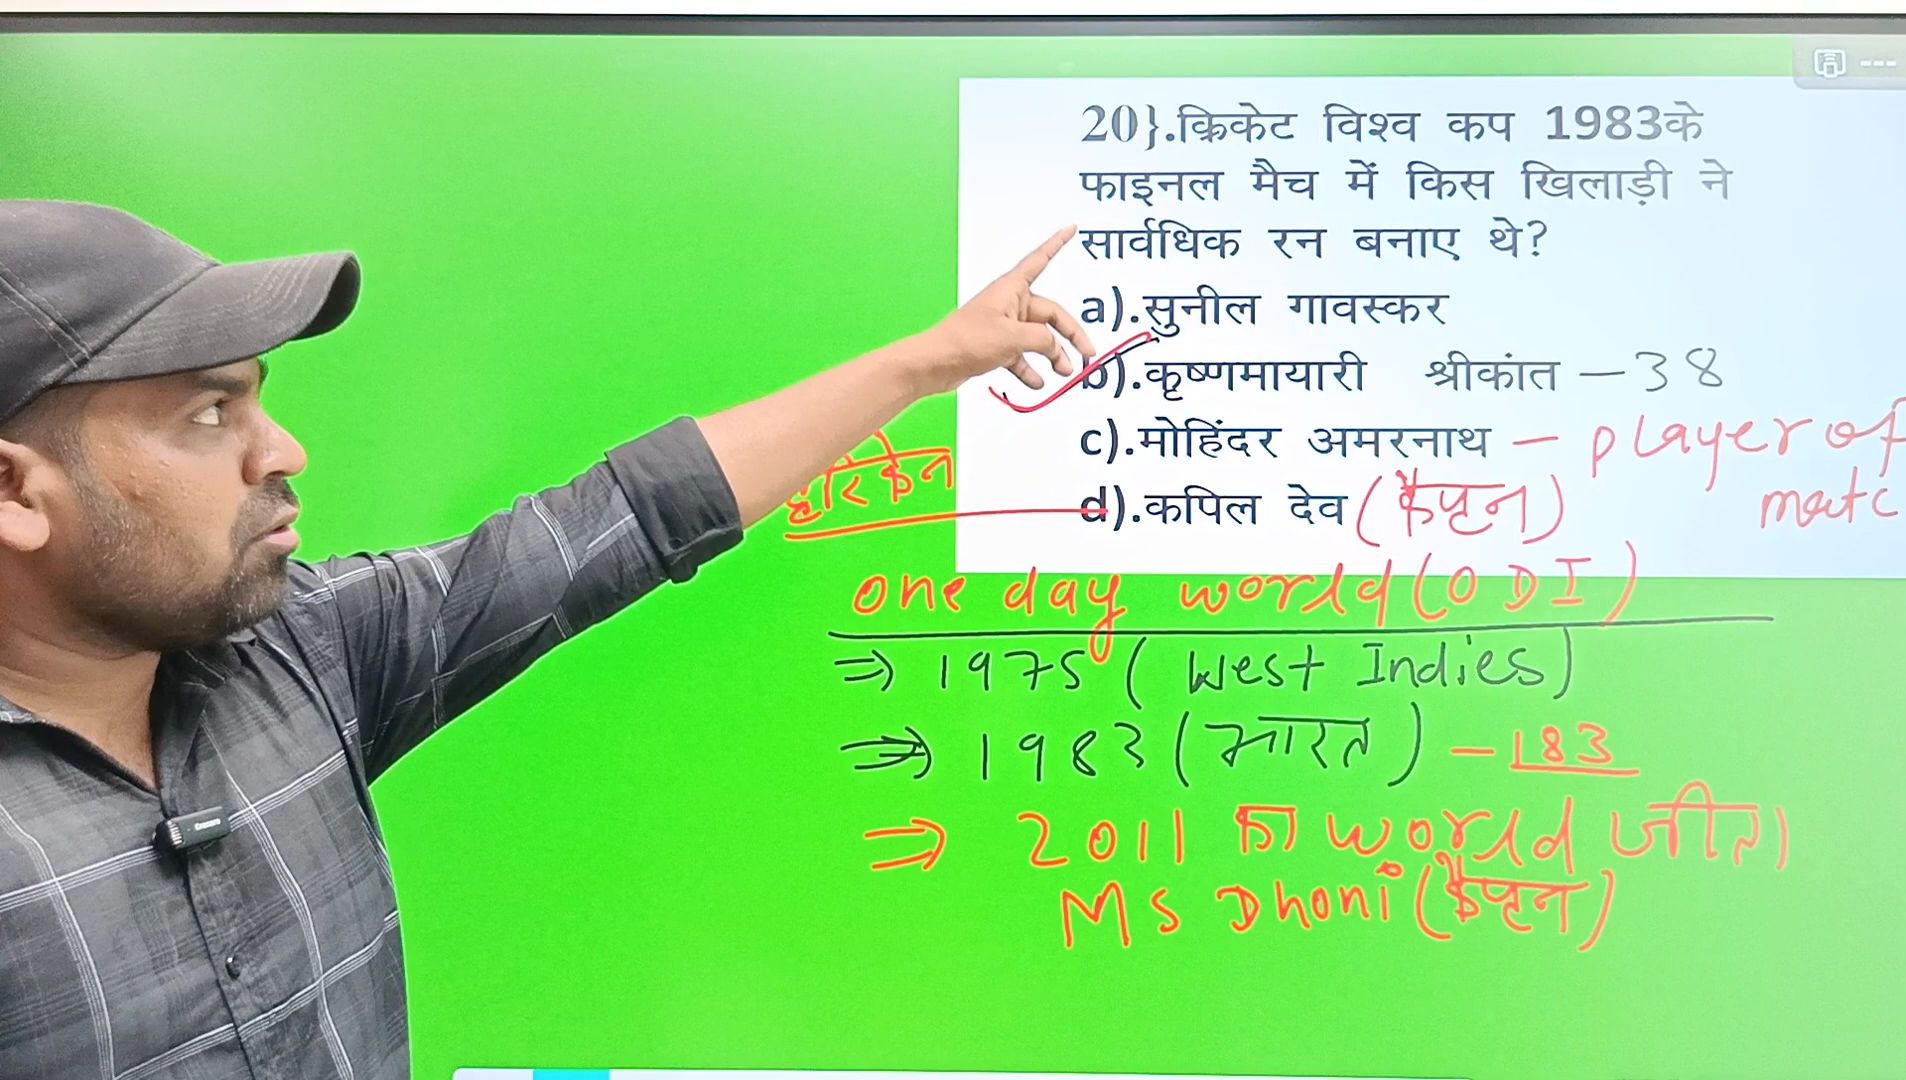 20}.क्रिकेट विश्व कप 1983के
फाइनल मैच में किस खिलाड़ी ने
सार्वधिक रन बनाए थे?
a).सुनील गावस्कर
b).कृष्णमायारी श्रीकांत - 38
c).मोहिंदर अमरनाथ - player of
matc
हरिकेन d).कपिल देव (कैप्टन)
one day world (ODI)
⇒ 1975 (West Indies)
⇒ 1983 (भारत) - 183
⇒ 2011 का world जीता
MS Dhoni (कैप्टन)